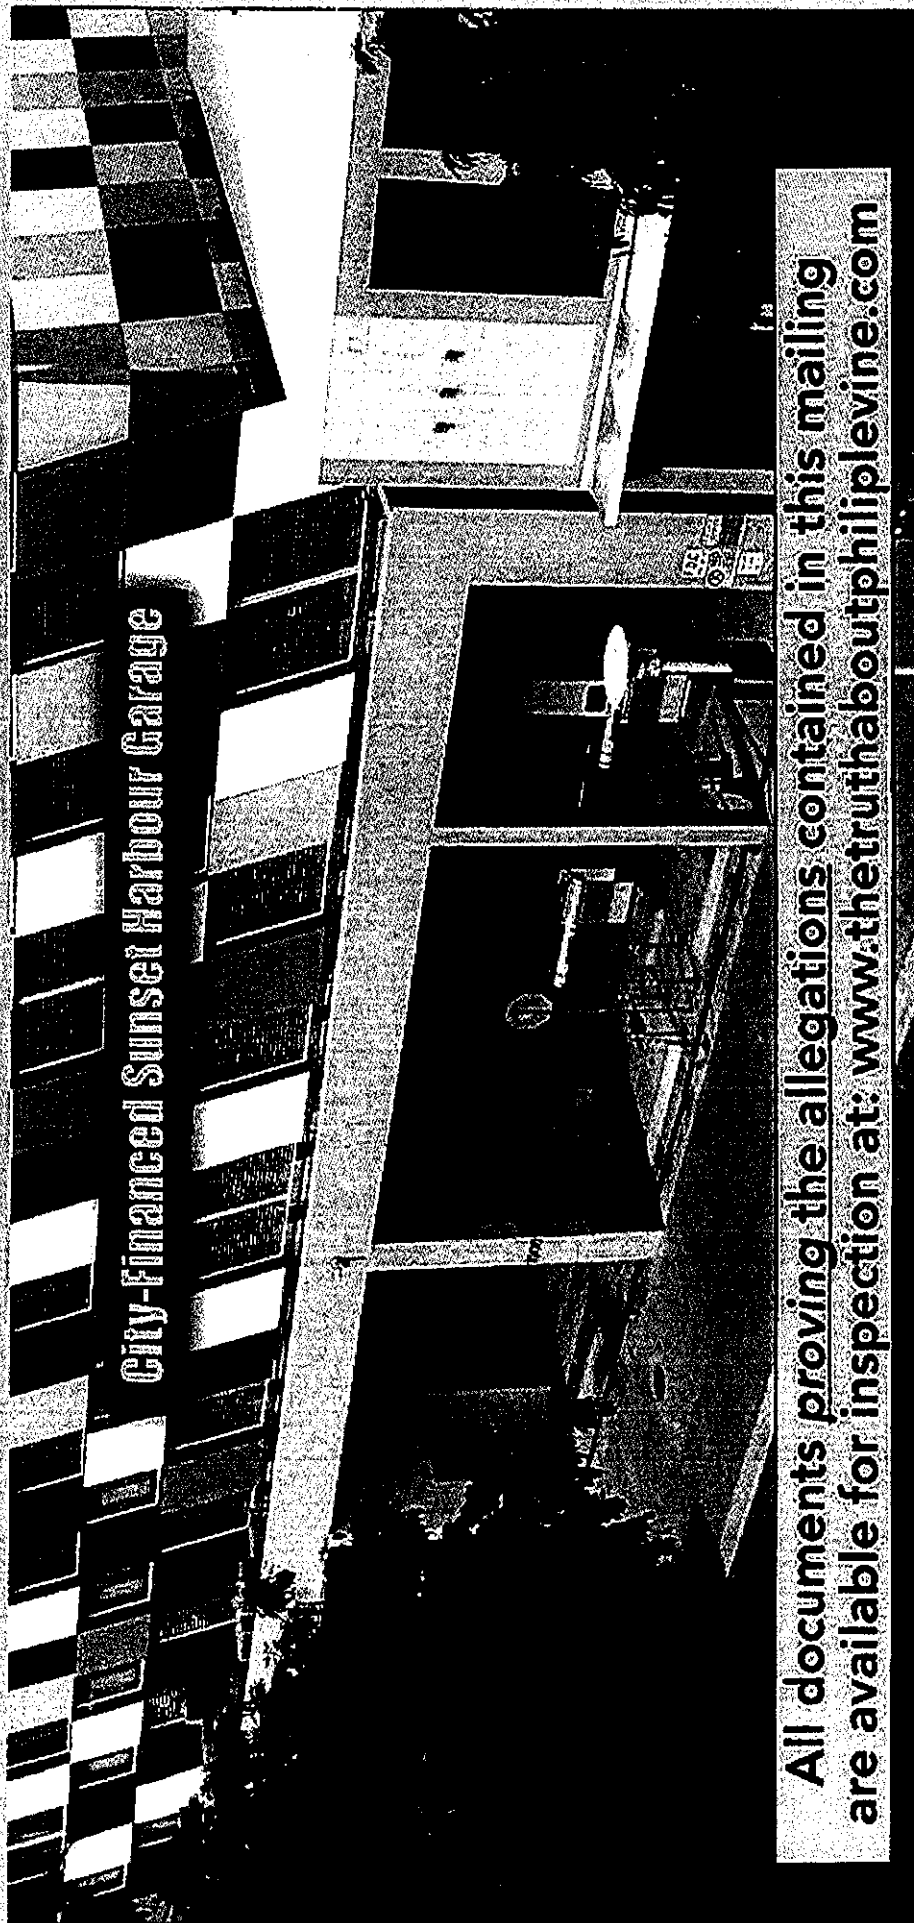 City-Financed Sunset Harbour Garage
All documents proving the allegations contained in this mailing
are available for inspection at: www.thetruthaboutphiliplevine.com